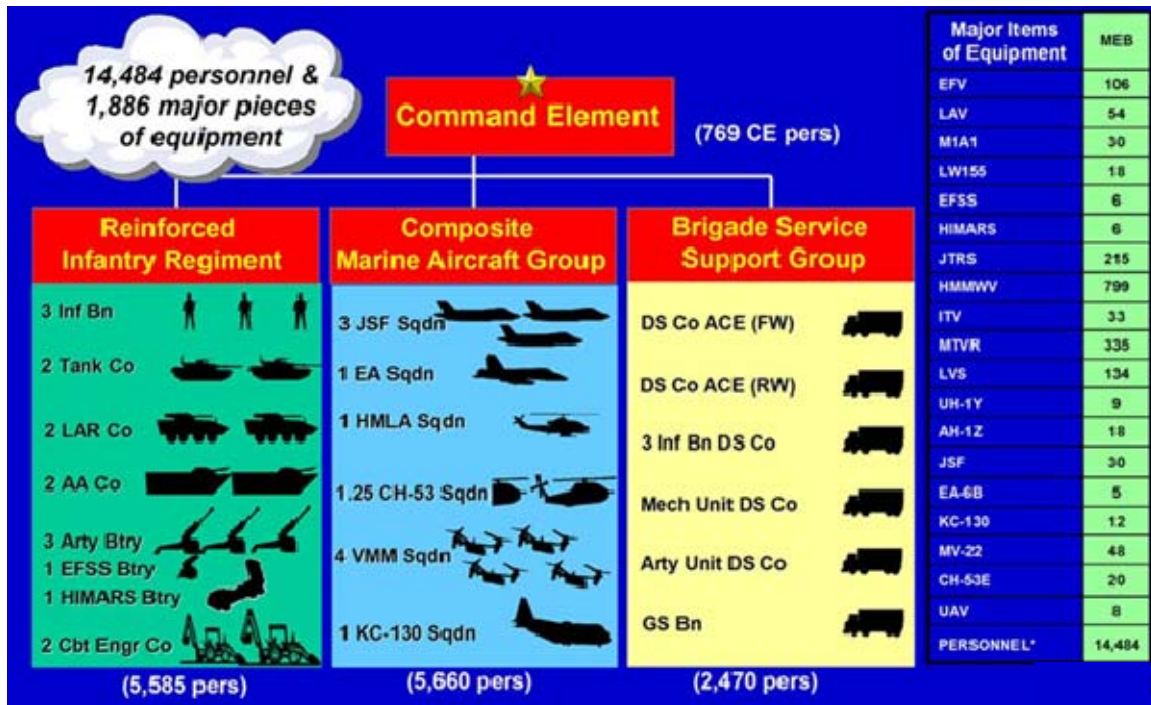 14,484 personnel &
1,886 major pieces
of equipment
Command Element
(769 CE pers)
Reinforced
Infantry Regiment
3 Inf Bn
2 Tank Co
2 LAR Co
2 AA Co
3 Arty Btry
1 EFSS Btry
1 HIMARS Btry
2 Cbt Engr Co
(5,585 pers)
Composite
Marine Aircraft Group
3 JSF Sqdn
1 EA Sqdn
1 HMLA Sqdn
1.25 CH-53 Sqdn
4 VMM Sqdn
1 KC-130 Sqdn
(5,660 pers)
Brigade Service
Support Group
DS Co ACE (FW)
DS Co ACE (RW)
3 Inf Bn DS Co
Mech Unit DS Co
Arty Unit DS Co
GS Bn
(2,470 pers)
Major Items
of Equipment MEB
EFV 106
LAV 54
M1A1 30
LW155 18
EFSS 6
HIMARS 6
JTRS 215
HMMWV 799
ITV 33
MTVR 335
LVS 134
UH-1Y 9
AH-1Z 18
JSF 30
EA-6B 5
KC-130 12
MV-22 48
CH-53E 20
UAV 8
PERSONNEL* 14,484